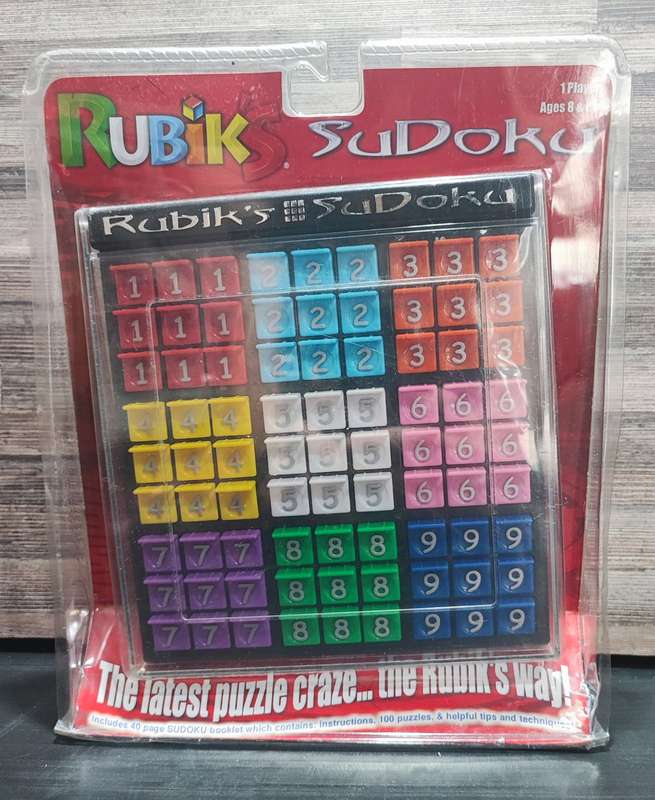 1 Play
Ages 8 &
RUBIK'S SUDOKU
RUBIK'S SUDOKU
1 1 1 2 2 2 3 3 3
1 1 1 2 2 2 3 3 3
1 1 1 2 2 2 3 3 3
4 4 4 5 5 5 6 6 6
4 4 4 5 5 5 6 6 6
4 4 4 5 5 5 6 6 6
7 7 7 8 8 8 9 9 9
7 7 7 8 8 8 9 9 9
7 7 7 8 8 8 9 9 9
The latest puzzle craze... the Rubik's way!
Includes 40 page SUDOKU booklet which contains: instructions, 100 puzzles, & helpful tips and techniques